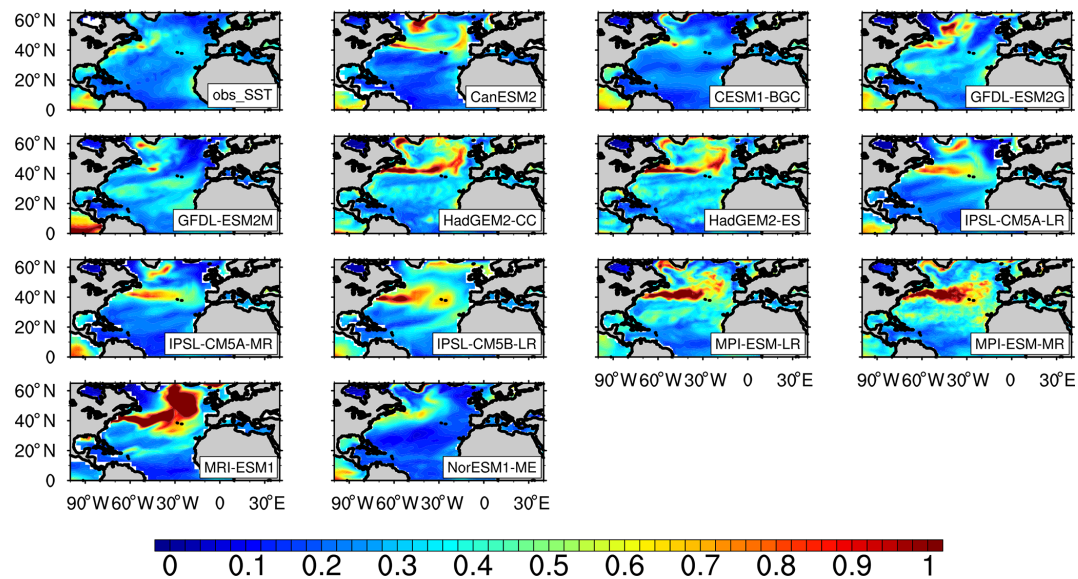 60°N
40°N
20°N
0
obs_SST
CanESM2
CESM1-BGC
GFDL-ESM2G
60°N
40°N
20°N
0
GFDL-ESM2M
HadGEM2-CC
HadGEM2-ES
IPSL-CM5A-LR
60°N
40°N
20°N
0
IPSL-CM5A-MR
IPSL-CM5B-LR
MPI-ESM-LR
MPI-ESM-MR
90°W 60°W 30°W 0 30°E
90°W 60°W 30°W 0 30°E
60°N
40°N
20°N
0
MRI-ESM1
NorESM1-ME
90°W 60°W 30°W 0 30°E
90°W 60°W 30°W 0 30°E
0 0.1 0.2 0.3 0.4 0.5 0.6 0.7 0.8 0.9 1